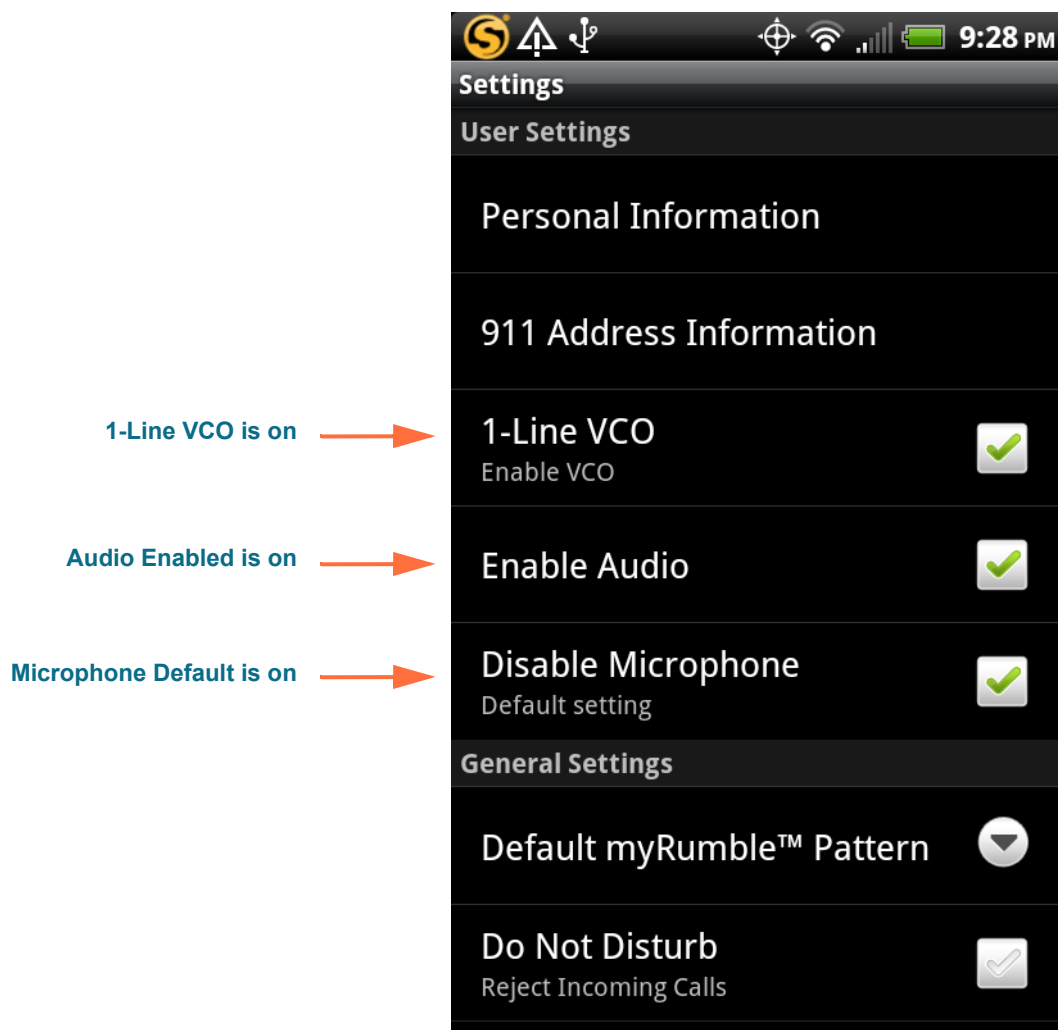 S
9:28 PM
Settings
User Settings
Personal Information
911 Address Information
1-Line VCO is on
1-Line VCO
Enable VCO
Audio Enabled is on
Enable Audio
Microphone Default is on
Disable Microphone
Default setting
General Settings
Default myRumble™ Pattern
Do Not Disturb
Reject Incoming Calls